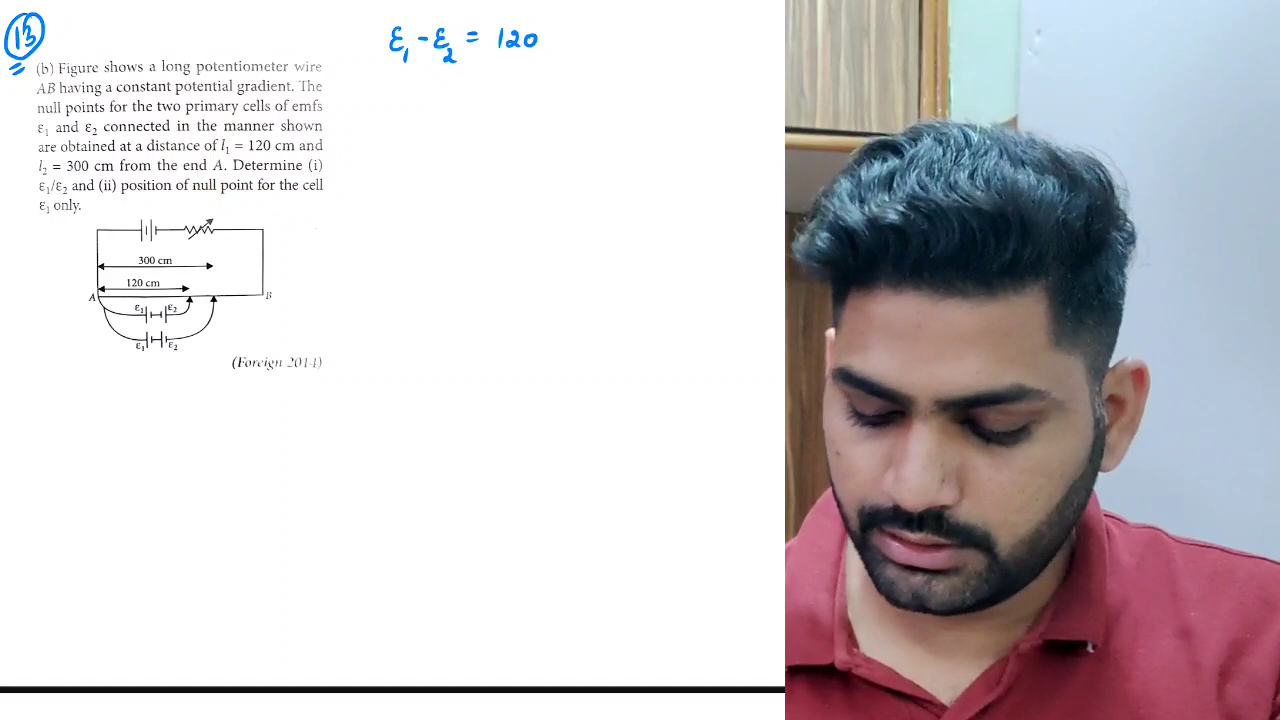 13
ε₁ - ε₂ = 120
(b) Figure shows a long potentiometer wire
AB having a constant potential gradient. The
null points for the two primary cells of emfs
ε₁ and ε₂ connected in the manner shown
are obtained at a distance of l₁ = 120 cm and
l₂ = 300 cm from the end A. Determine (i)
ε₁/ε₂ and (ii) position of null point for the cell
ε₁ only.
300 cm
120 cm
A
B
ε₁ ε₂
ε₁ ε₂
(Foreign 2014)